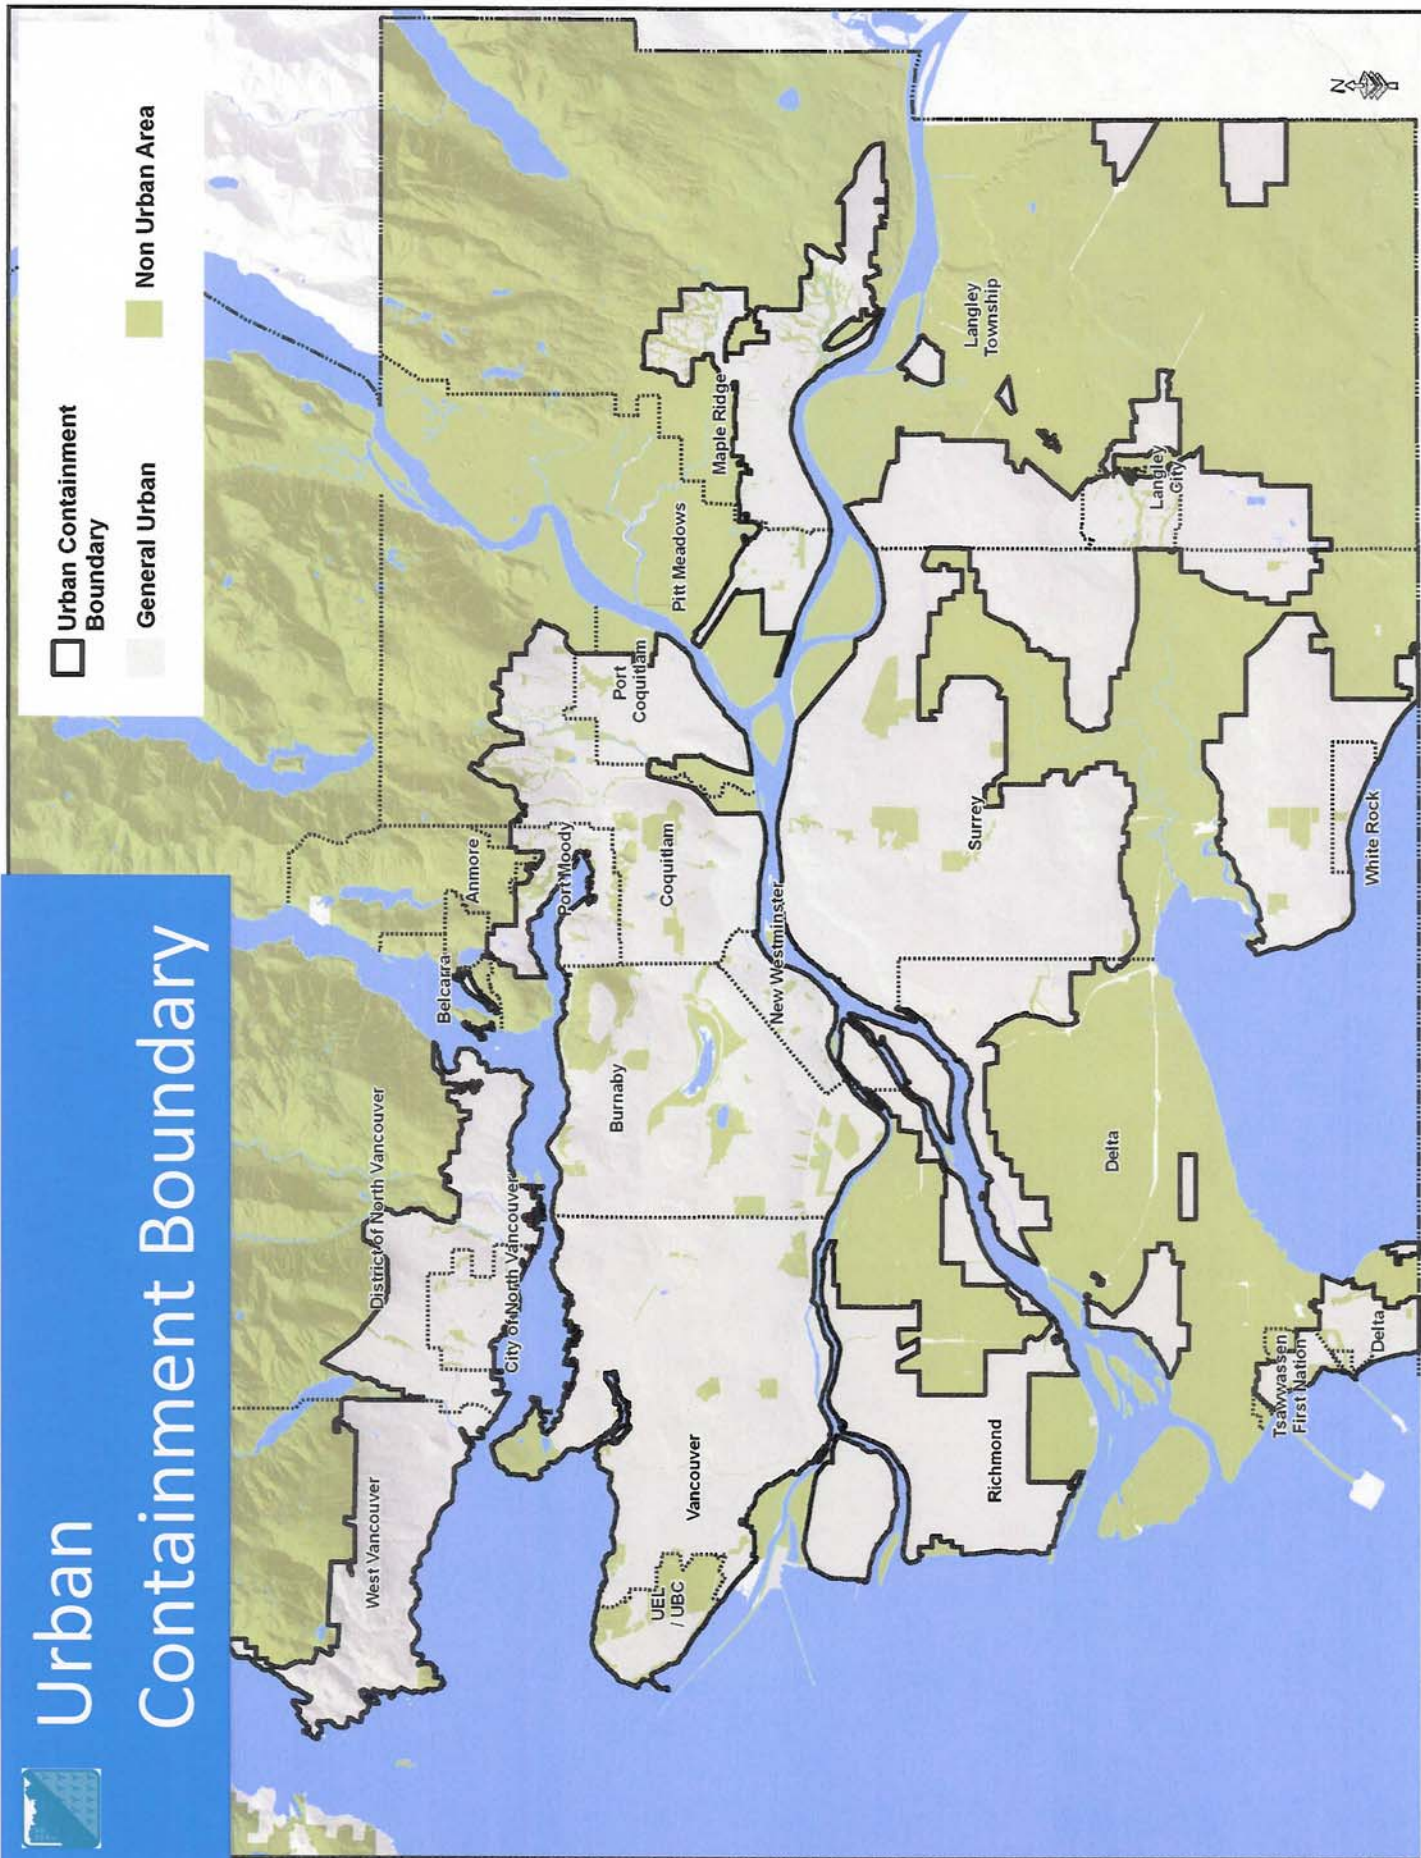 Urban
Containment Boundary
Urban Containment
Boundary
General Urban
Non Urban Area
N
West Vancouver
District of North Vancouver
City of North Vancouver
Belcarra
Anmore
Port Moody
Coquitlam
Port
Coquitlam
Pitt Meadows
Maple Ridge
UEL
/ UBC
Vancouver
Burnaby
New Westminster
Richmond
Surrey
Langley
Township
Langley
City
Delta
Tsawwassen
First Nation
Delta
White Rock